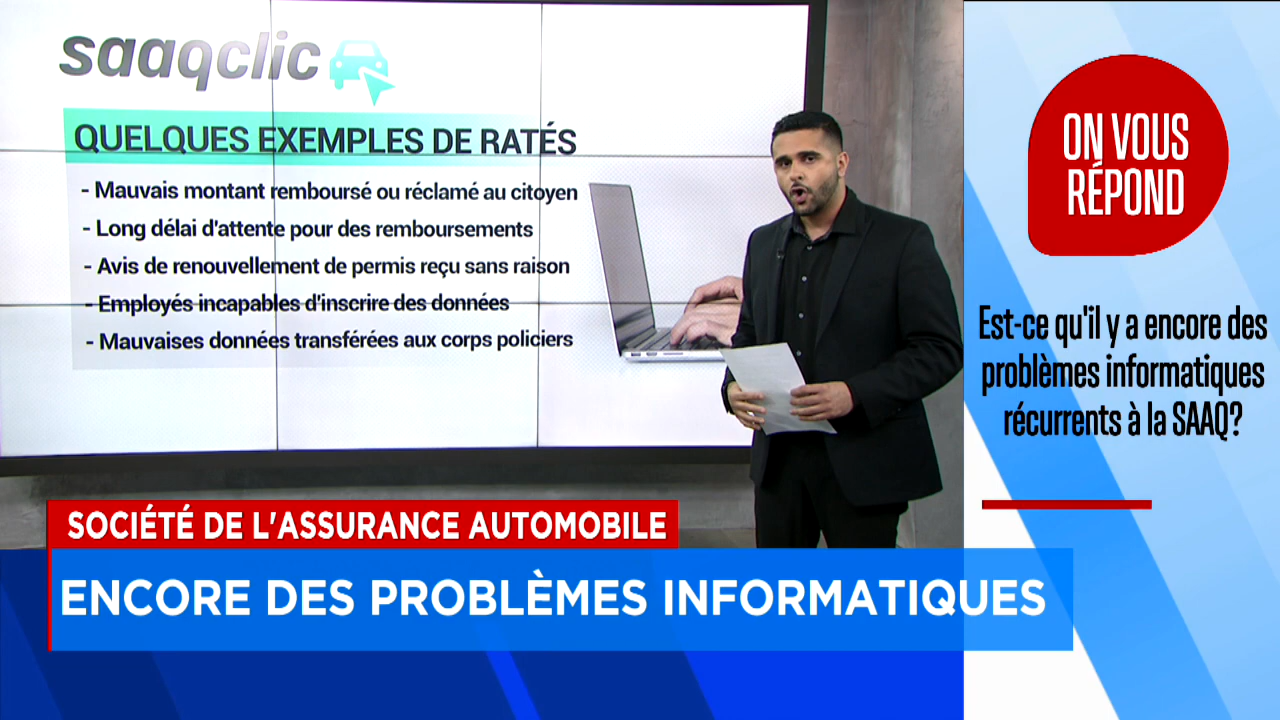 saaqclic
QUELQUES EXEMPLES DE RATÉS
- Mauvais montant remboursé ou réclamé au citoyen
- Long délai d'attente pour des remboursements
- Avis de renouvellement de permis reçu sans raison
- Employés incapables d'inscrire des données
- Mauvaises données transférées aux corps policiers
ON VOUS
RÉPOND
Est-ce qu'il y a encore des
problèmes informatiques
récurrents à la SAAQ?
SOCIÉTÉ DE L'ASSURANCE AUTOMOBILE
ENCORE DES PROBLÈMES INFORMATIQUES